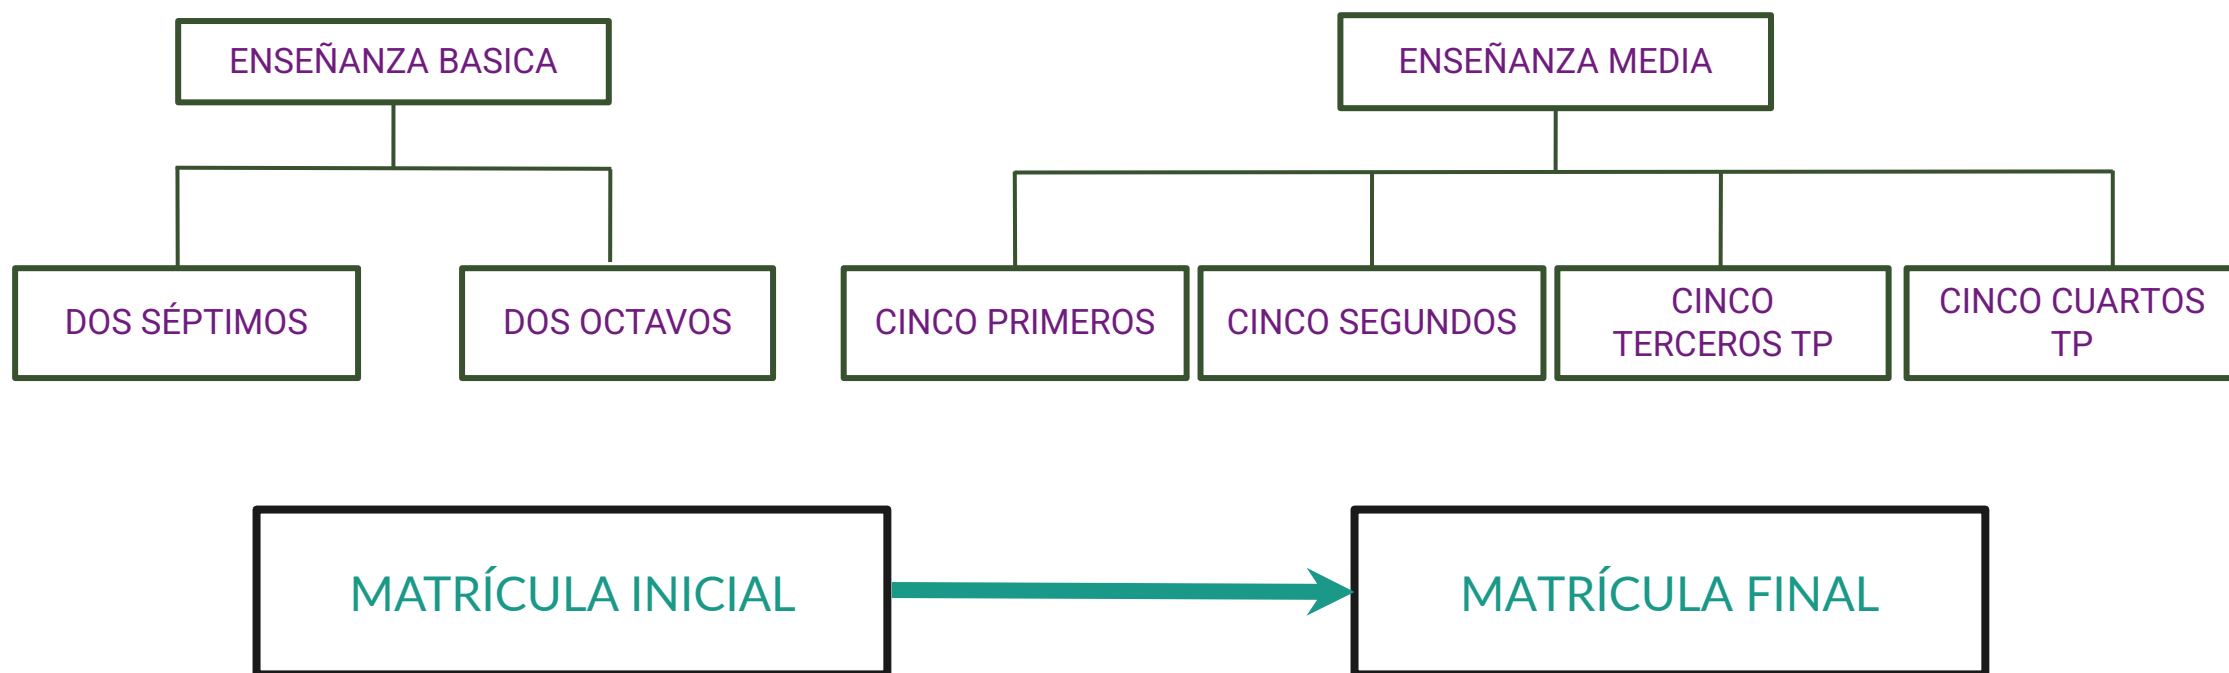 ENSEÑANZA BASICA
ENSEÑANZA MEDIA
DOS SÉPTIMOS
DOS OCTAVOS
CINCO PRIMEROS
CINCO SEGUNDOS
CINCO
TERCEROS TP
CINCO CUARTOS
TP
MATRÍCULA INICIAL
MATRÍCULA FINAL